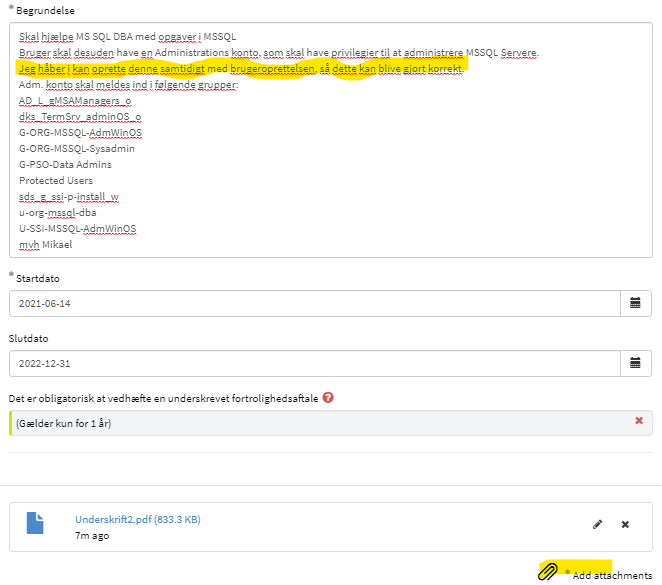 * Begrundelse
Skal hjælpe MS SQL DBA med opgaver i MSSQL
Bruger skal desuden have en Administrations konto, som skal have privilegier til at administrere MSSQL Servere.
Jeg håber i kan oprette denne samtidigt med brugeroprettelsen, så dette kan blive gjort korrekt.
Adm. konto skal meldes ind i følgende grupper:
AD_L_gMSAManagers_o
dks_TermSrv_adminOS_o
G-ORG-MSSQL-AdmWinOS
G-ORG-MSSQL-Sysadmin
G-PSO-Data Admins
Protected Users
sds_g_ssi-p-install_w
u-org-mssql-dba
U-SSI-MSSQL-AdmWinOS
mvh Mikael
* Startdato
2021-06-14
Slutdato
2022-12-31
Det er obligatorisk at vedhæfte en underskrevet fortrolighedsaftale
(Gælder kun for 1 år)
Underskrift2.pdf (833.3 KB)
7m ago
* Add attachments